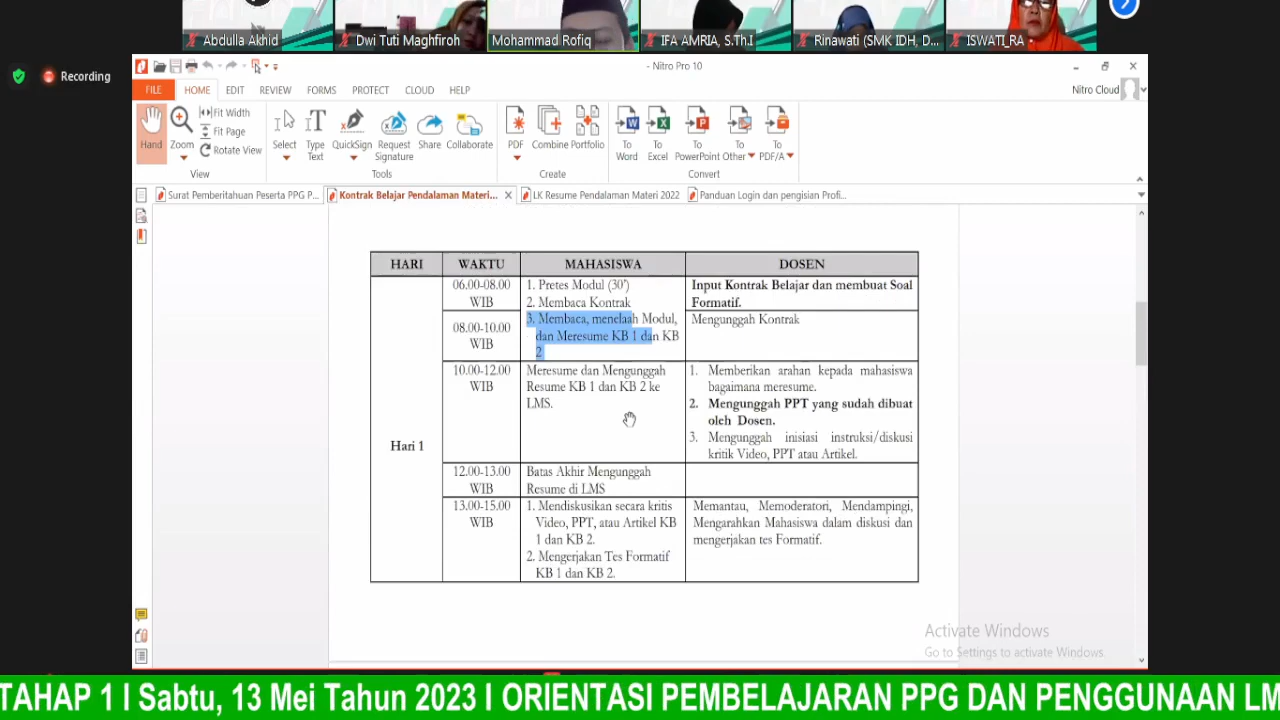 Abdulla Akhid
Dwi Tuti Maghfiroh
Mohammad Rofiq
IFA AMRIA, S.Th.I
Rinawati (SMK IDH, D...
ISWATI_RA
Recording
- Nitro Pro 10
FILE
HOME
EDIT
REVIEW
FORMS
PROTECT
CLOUD
HELP
Nitro Cloud
Hand
Zoom
Fit Width
Fit Page
Rotate View
View
Select
Type
Text
QuickSign
Request
Signature
Share
Collaborate
Tools
PDF
Combine
Portfolio
Create
To
Word
To
Excel
To
PowerPoint
To
Other
To
PDF/A
Convert
Surat Pemberitahuan Peserta PPG P...
Kontrak Belajar Pendalaman Materi...
LK Resume Pendalaman Materi 2022
Panduan Login dan pengisian Profi...
HARI
WAKTU
MAHASISWA
DOSEN
Hari 1
06.00-08.00
WIB
1. Pretes Modul (30')
2. Membaca Kontrak
Input Kontrak Belajar dan membuat Soal
Formatif.
08.00-10.00
WIB
3. Membaca, menelaah Modul,
dan Meresume KB 1 dan KB
2
Mengunggah Kontrak
10.00-12.00
WIB
Meresume dan Mengunggah
Resume KB 1 dan KB 2 ke
LMS.
1. Memberikan arahan kepada mahasiswa
bagaimana meresume.
2. Mengunggah PPT yang sudah dibuat
oleh Dosen.
3. Mengunggah inisiasi instruksi/diskusi
kritik Video, PPT atau Artikel.
12.00-13.00
WIB
Batas Akhir Mengunggah
Resume di LMS
13.00-15.00
WIB
1. Mendiskusikan secara kritis
Video, PPT, atau Artikel KB
1 dan KB 2.
2. Mengerjakan Tes Formatif
KB 1 dan KB 2.
Memantau, Memoderatori, Mendampingi,
Mengarahkan Mahasiswa dalam diskusi dan
mengerjakan tes Formatif.
Activate Windows
Go to Settings to activate Windows.
TAHAP 1 I Sabtu, 13 Mei Tahun 2023 I ORIENTASI PEMBELAJARAN PPG DAN PENGGUNAAN LM